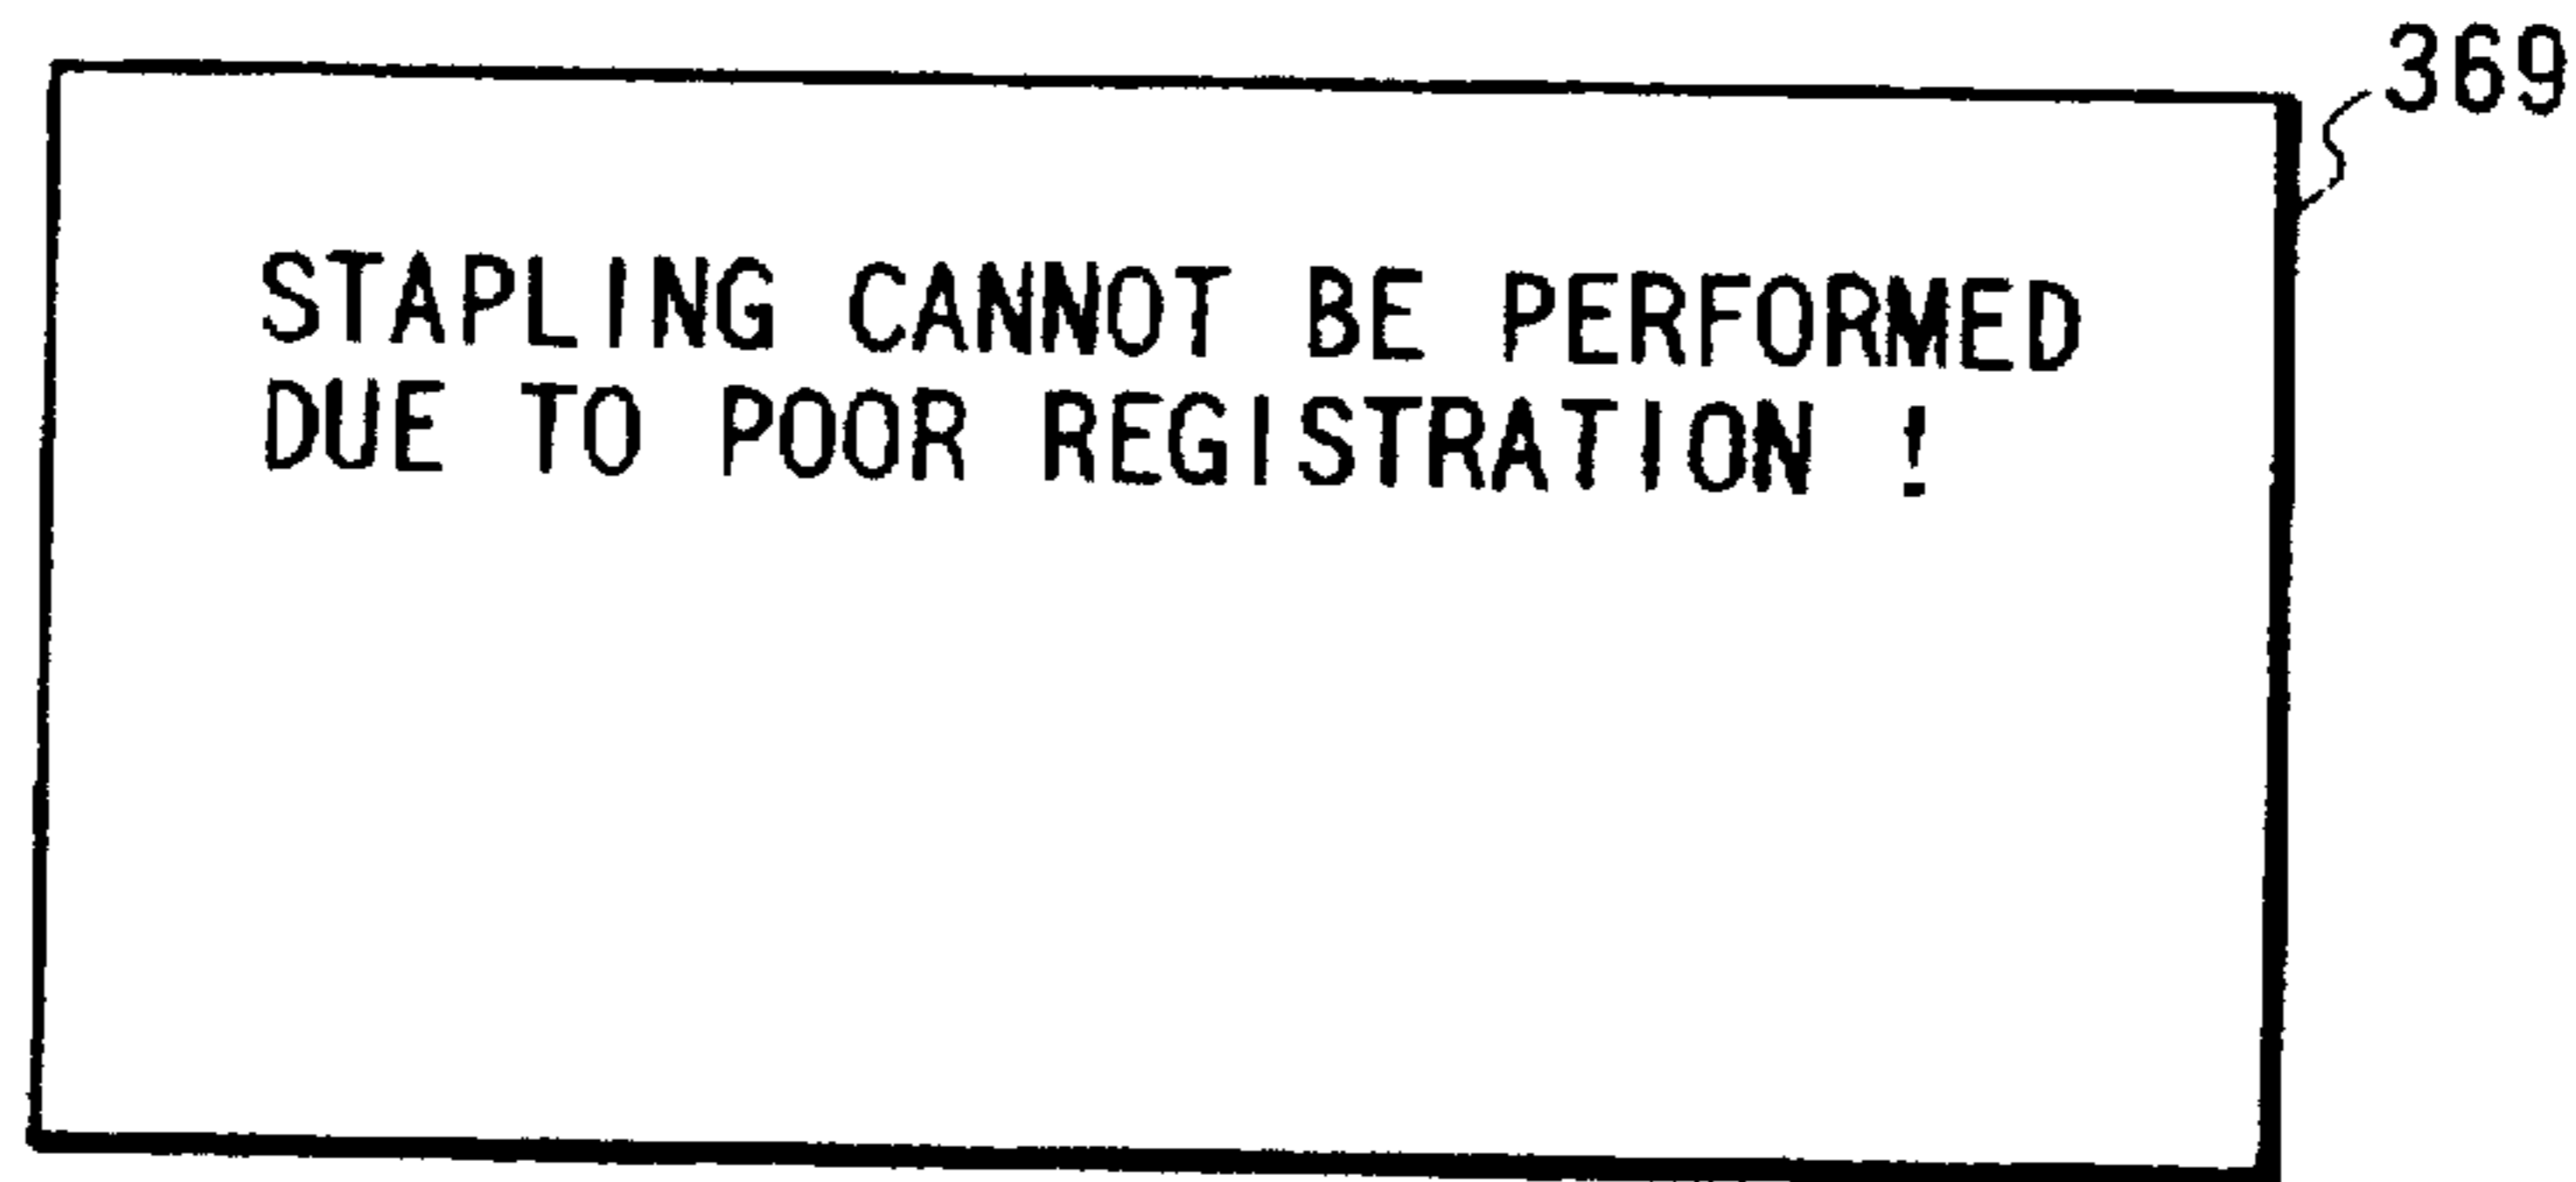 369
STAPLING CANNOT BE PERFORMED
DUE TO POOR REGISTRATION !